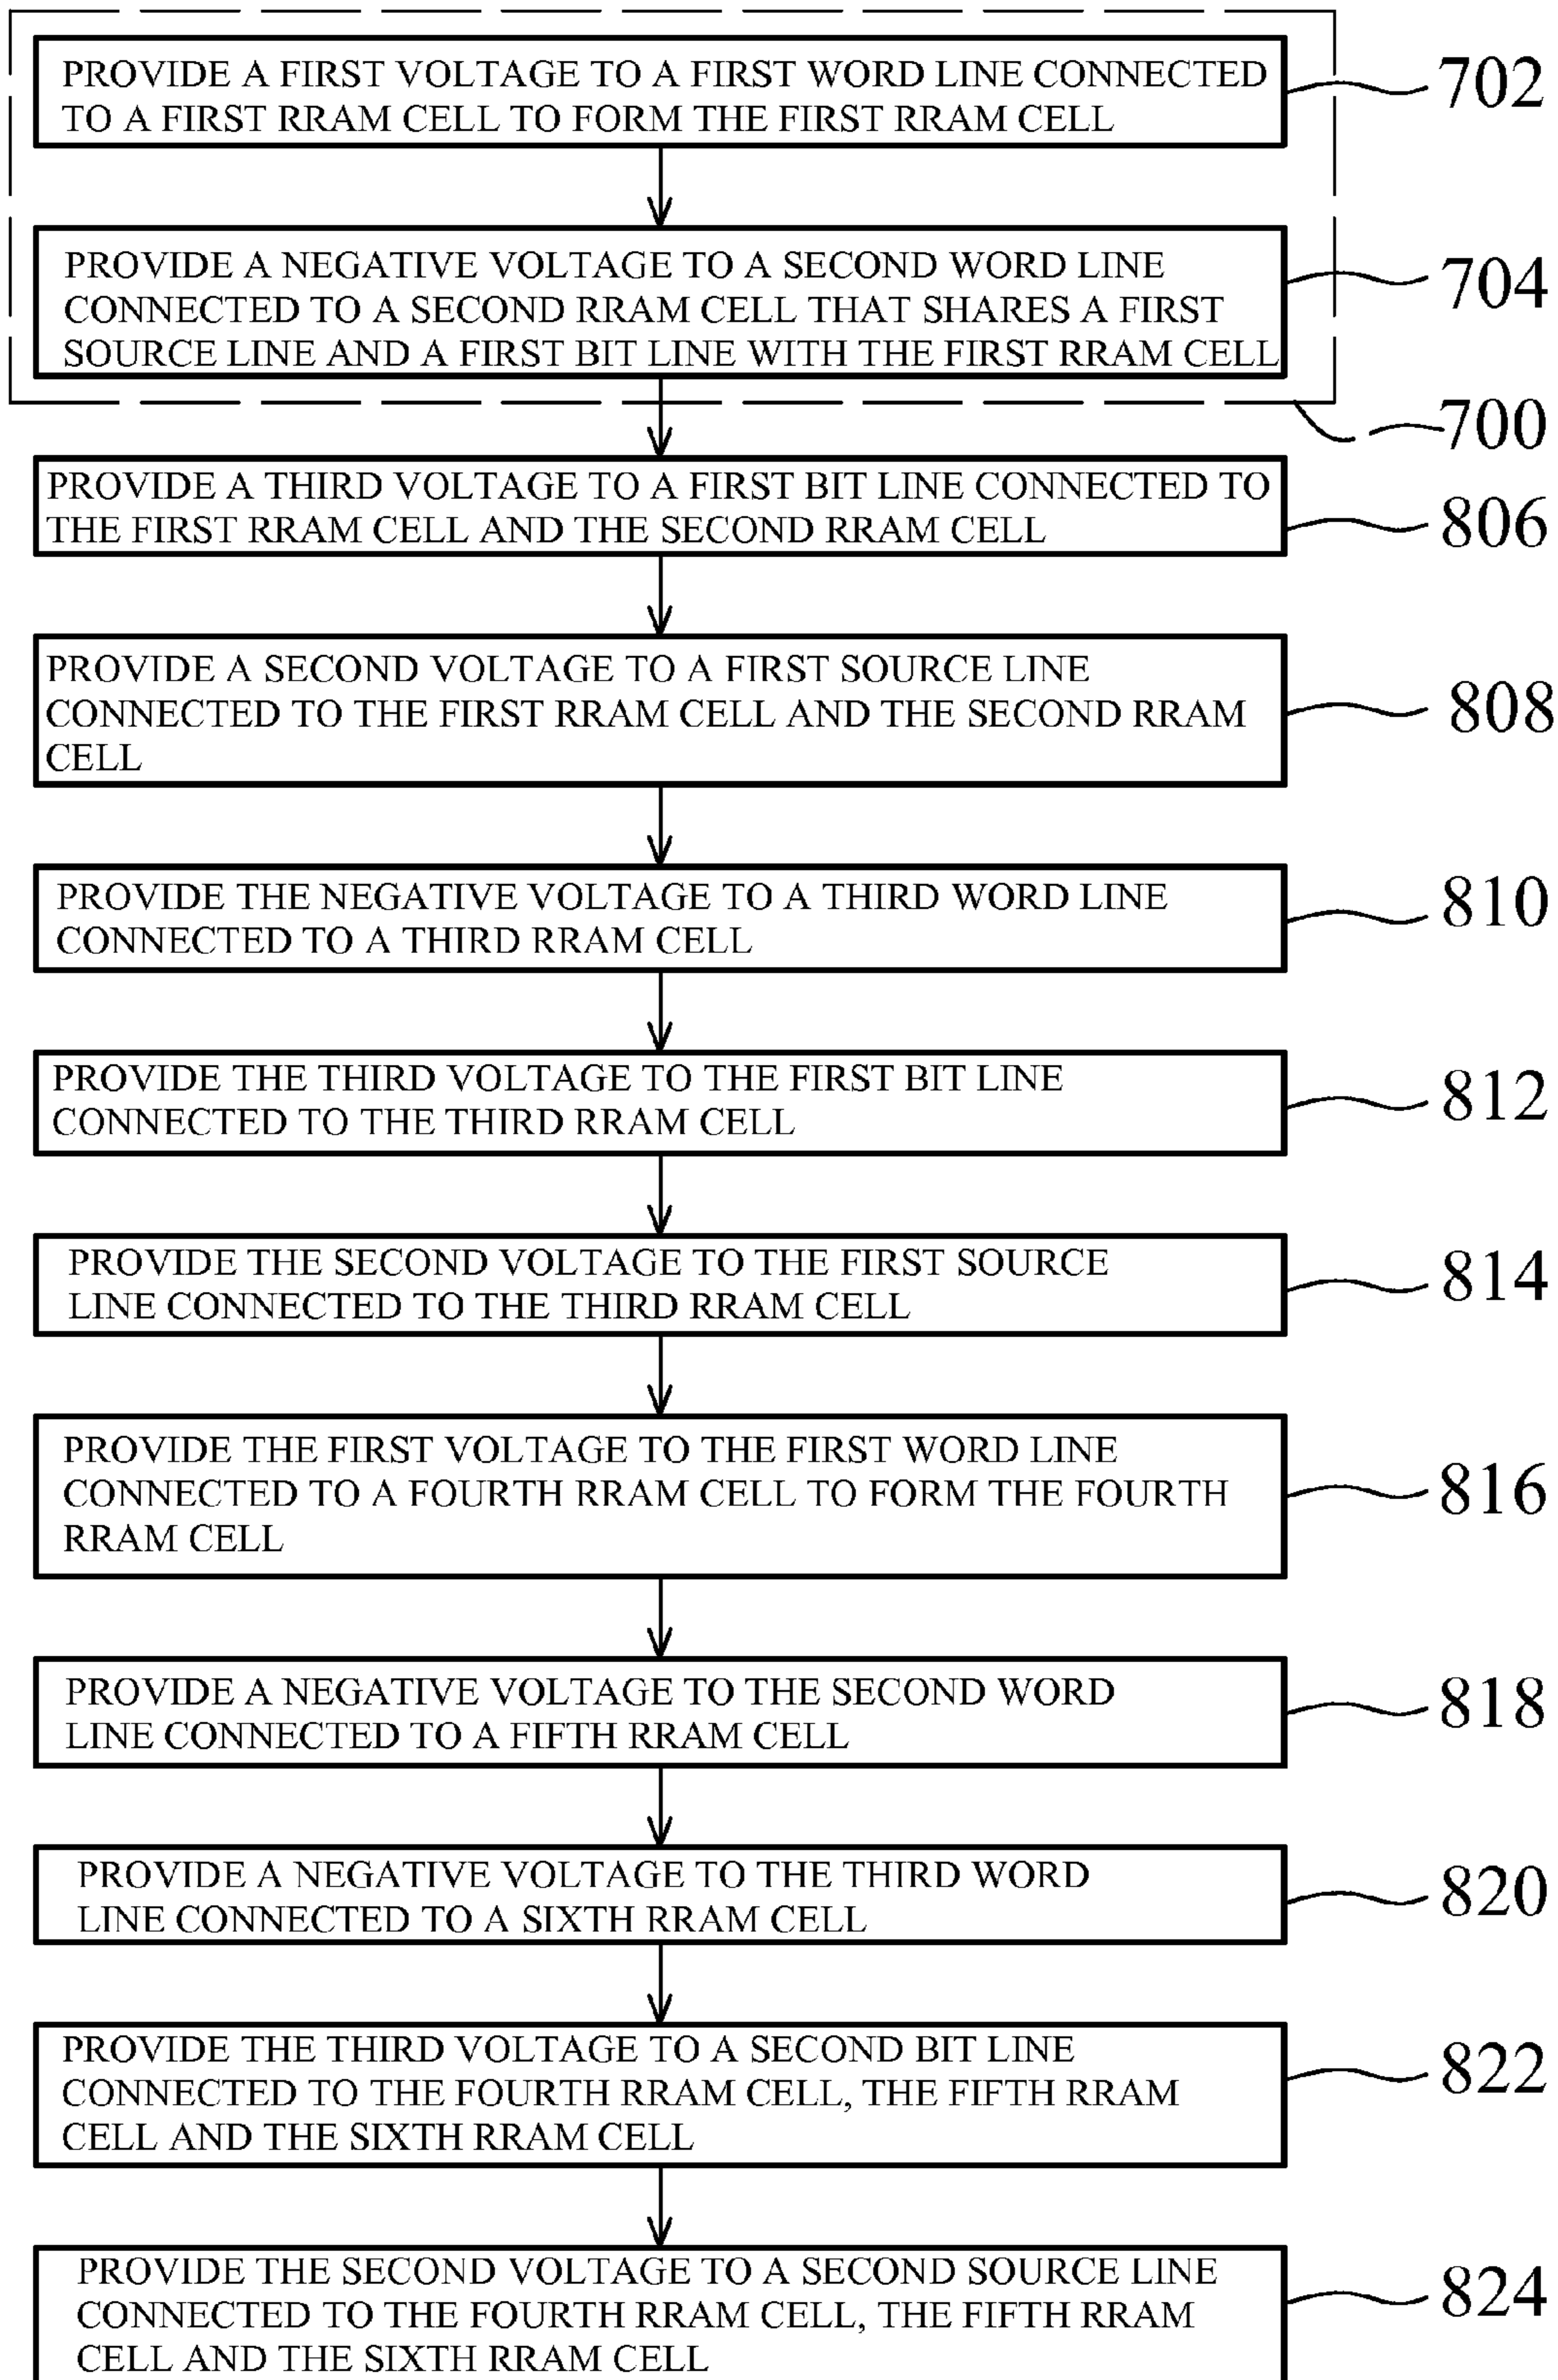 PROVIDE A FIRST VOLTAGE TO A FIRST WORD LINE CONNECTED
TO A FIRST RRAM CELL TO FORM THE FIRST RRAM CELL
702
PROVIDE A NEGATIVE VOLTAGE TO A SECOND WORD LINE
CONNECTED TO A SECOND RRAM CELL THAT SHARES A FIRST
SOURCE LINE AND A FIRST BIT LINE WITH THE FIRST RRAM CELL
704
700
PROVIDE A THIRD VOLTAGE TO A FIRST BIT LINE CONNECTED TO
THE FIRST RRAM CELL AND THE SECOND RRAM CELL
806
PROVIDE A SECOND VOLTAGE TO A FIRST SOURCE LINE
CONNECTED TO THE FIRST RRAM CELL AND THE SECOND RRAM
CELL
808
PROVIDE THE NEGATIVE VOLTAGE TO A THIRD WORD LINE
CONNECTED TO A THIRD RRAM CELL
810
PROVIDE THE THIRD VOLTAGE TO THE FIRST BIT LINE
CONNECTED TO THE THIRD RRAM CELL
812
PROVIDE THE SECOND VOLTAGE TO THE FIRST SOURCE
LINE CONNECTED TO THE THIRD RRAM CELL
814
PROVIDE THE FIRST VOLTAGE TO THE FIRST WORD LINE
CONNECTED TO A FOURTH RRAM CELL TO FORM THE FOURTH
RRAM CELL
816
PROVIDE A NEGATIVE VOLTAGE TO THE SECOND WORD
LINE CONNECTED TO A FIFTH RRAM CELL
818
PROVIDE A NEGATIVE VOLTAGE TO THE THIRD WORD
LINE CONNECTED TO A SIXTH RRAM CELL
820
PROVIDE THE THIRD VOLTAGE TO A SECOND BIT LINE
CONNECTED TO THE FOURTH RRAM CELL, THE FIFTH RRAM
CELL AND THE SIXTH RRAM CELL
822
PROVIDE THE SECOND VOLTAGE TO A SECOND SOURCE LINE
CONNECTED TO THE FOURTH RRAM CELL, THE FIFTH RRAM
CELL AND THE SIXTH RRAM CELL
824